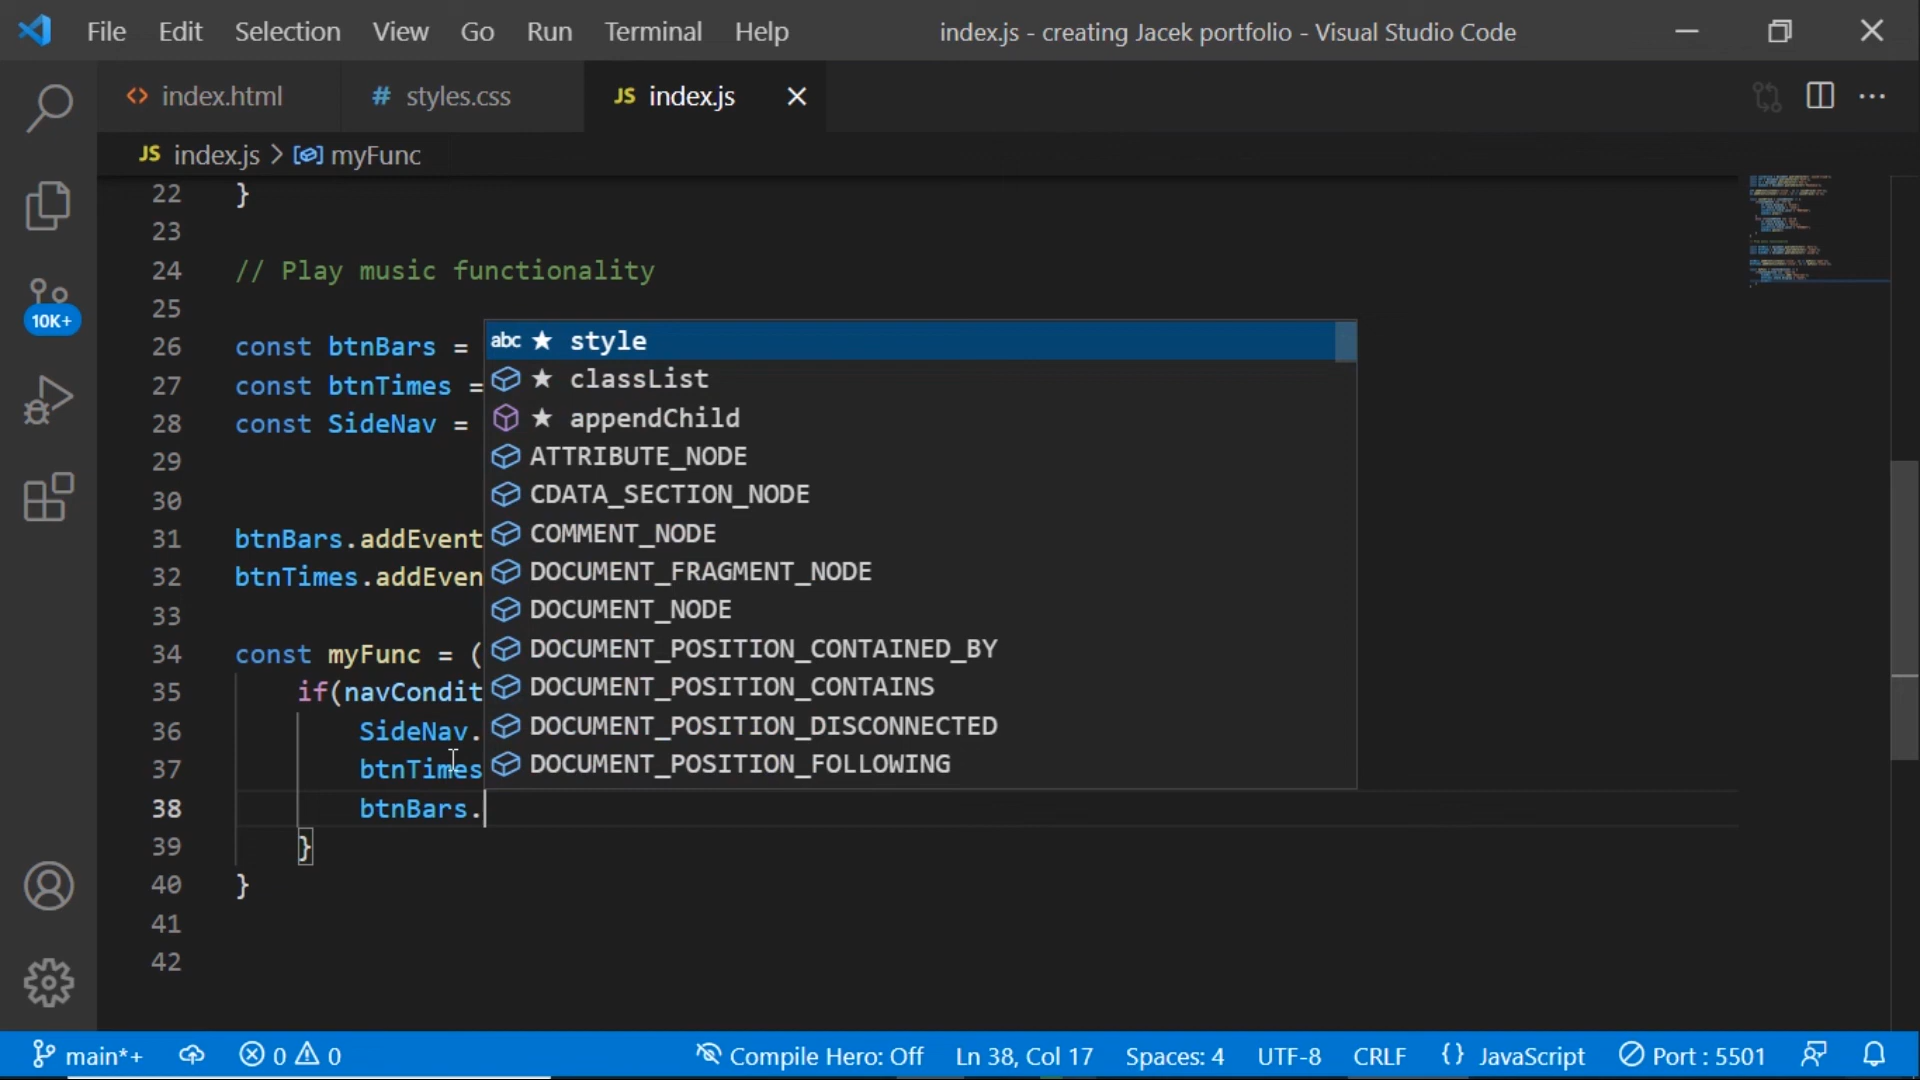 File Edit Selection View Go Run Terminal Help index.js - creating Jacek portfolio - Visual Studio Code
<> index.html # styles.css JS index.js
JS index.js > myFunc
22 }
23
24 // Play music functionality
25
26 const btnBars =
27 const btnTimes =
28 const SideNav =
29
30
31 btnBars.addEvent
32 btnTimes.addEven
33
34 const myFunc = (
35 if(navCondit
36 SideNav.
37 btnTimes
38 btnBars.
39 }
40 }
41
42
abc ★ style
★ classList
★ appendChild
ATTRIBUTE_NODE
CDATA_SECTION_NODE
COMMENT_NODE
DOCUMENT_FRAGMENT_NODE
DOCUMENT_NODE
DOCUMENT_POSITION_CONTAINED_BY
DOCUMENT_POSITION_CONTAINS
DOCUMENT_POSITION_DISCONNECTED
DOCUMENT_POSITION_FOLLOWING
10K+
main*+ 0 0 Compile Hero: Off Ln 38, Col 17 Spaces: 4 UTF-8 CRLF {} JavaScript Port : 5501